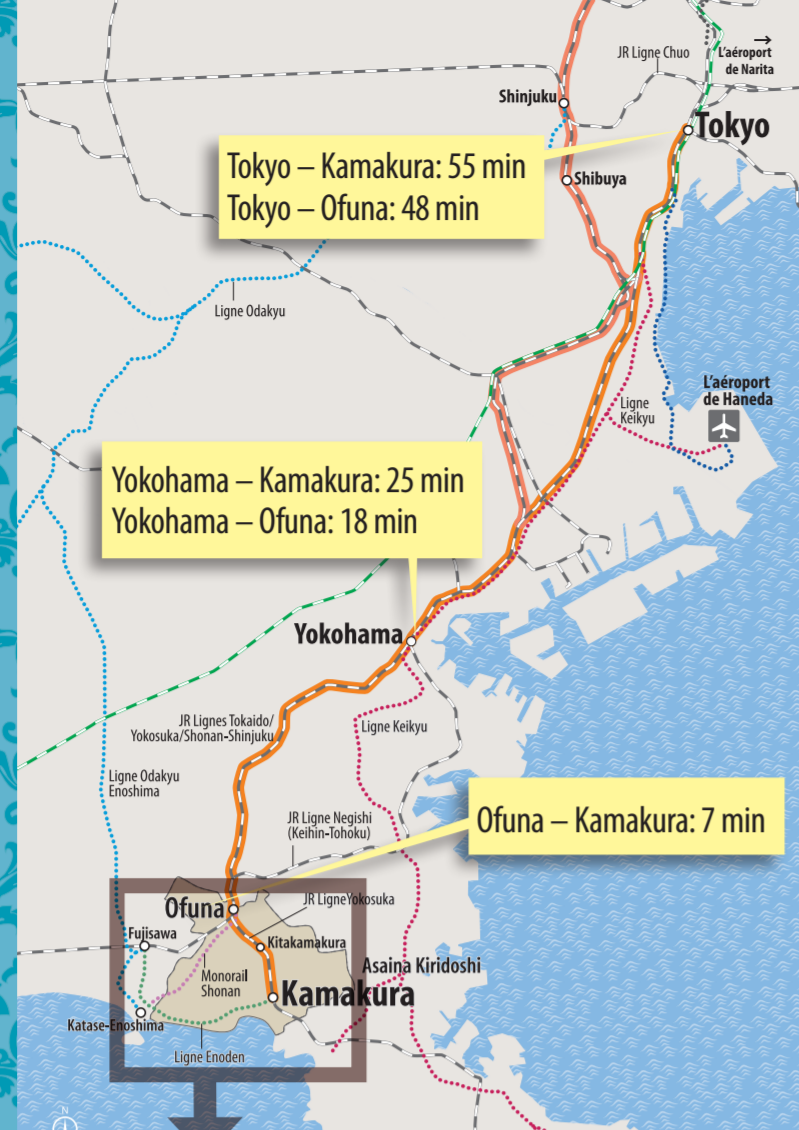 JR Ligne Chuo
L'aéroport
de Narita
Shinjuku
Tokyo
Tokyo – Kamakura: 55 min
Tokyo – Ofuna: 48 min
Shibuya
Ligne Odakyu
L'aéroport
de Haneda
Ligne
Keikyu
Yokohama – Kamakura: 25 min
Yokohama – Ofuna: 18 min
Yokohama
JR Lignes Tokaido/
Yokosuka/Shonan-Shinjuku
Ligne Keikyu
Ligne Odakyu
Enoshima
JR Ligne Negishi
(Keihin-Tohoku)
Ofuna – Kamakura: 7 min
Ofuna
JR LigneYokosuka
Fujisawa
Kitakamakura
Asaina Kiridoshi
Monorail
Shonan
Kamakura
Katase-Enoshima
Ligne Enoden
N